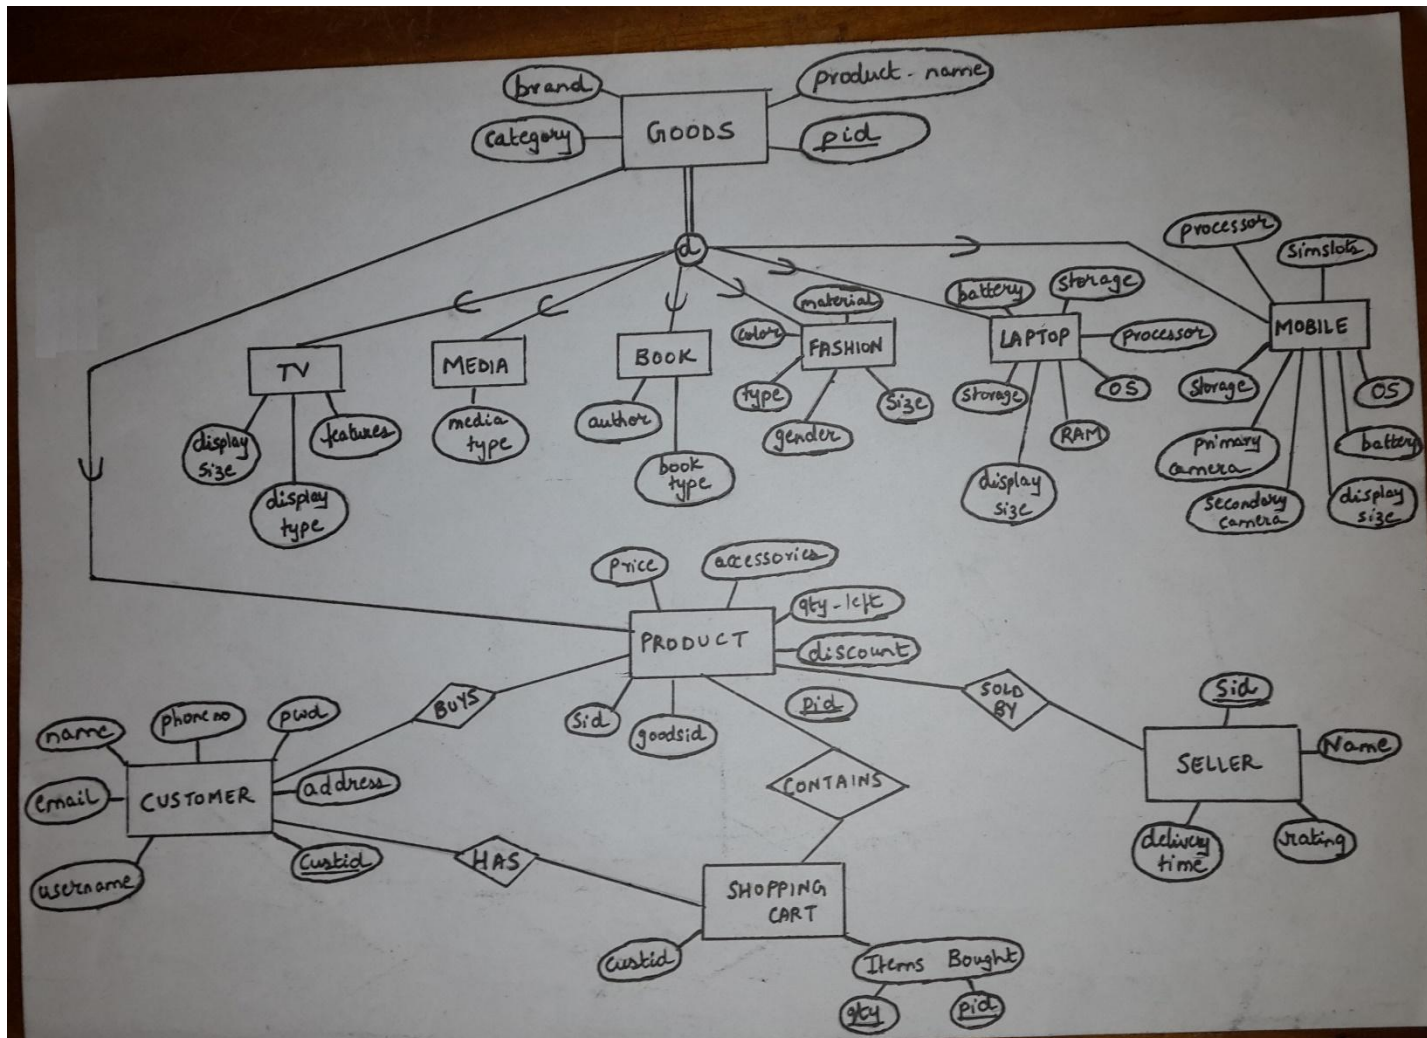 brand
product-name
category
GOODS
pid
d
processor
simslots
battery
storage
material
color
TV
MEDIA
BOOK
FASHION
LAPTOP
processor
MOBILE
display
size
features
media
type
author
type
size
storage
OS
storage
OS
gender
RAM
display
type
book
type
display
size
primary
camera
battery
secondary
camera
display
size
price
accessories
qty-left
PRODUCT
discount
BUYS
SOLD
BY
sid
goodsid
pid
sid
name
phone no
pwd
Name
email
CUSTOMER
address
CONTAINS
SELLER
username
custid
HAS
delivery
time
rating
SHOPPING
CART
custid
Items Bought
qty
pid